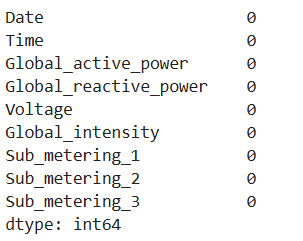 Date 0
Time 0
Global_active_power 0
Global_reactive_power 0
Voltage 0
Global_intensity 0
Sub_metering_1 0
Sub_metering_2 0
Sub_metering_3 0
dtype: int64